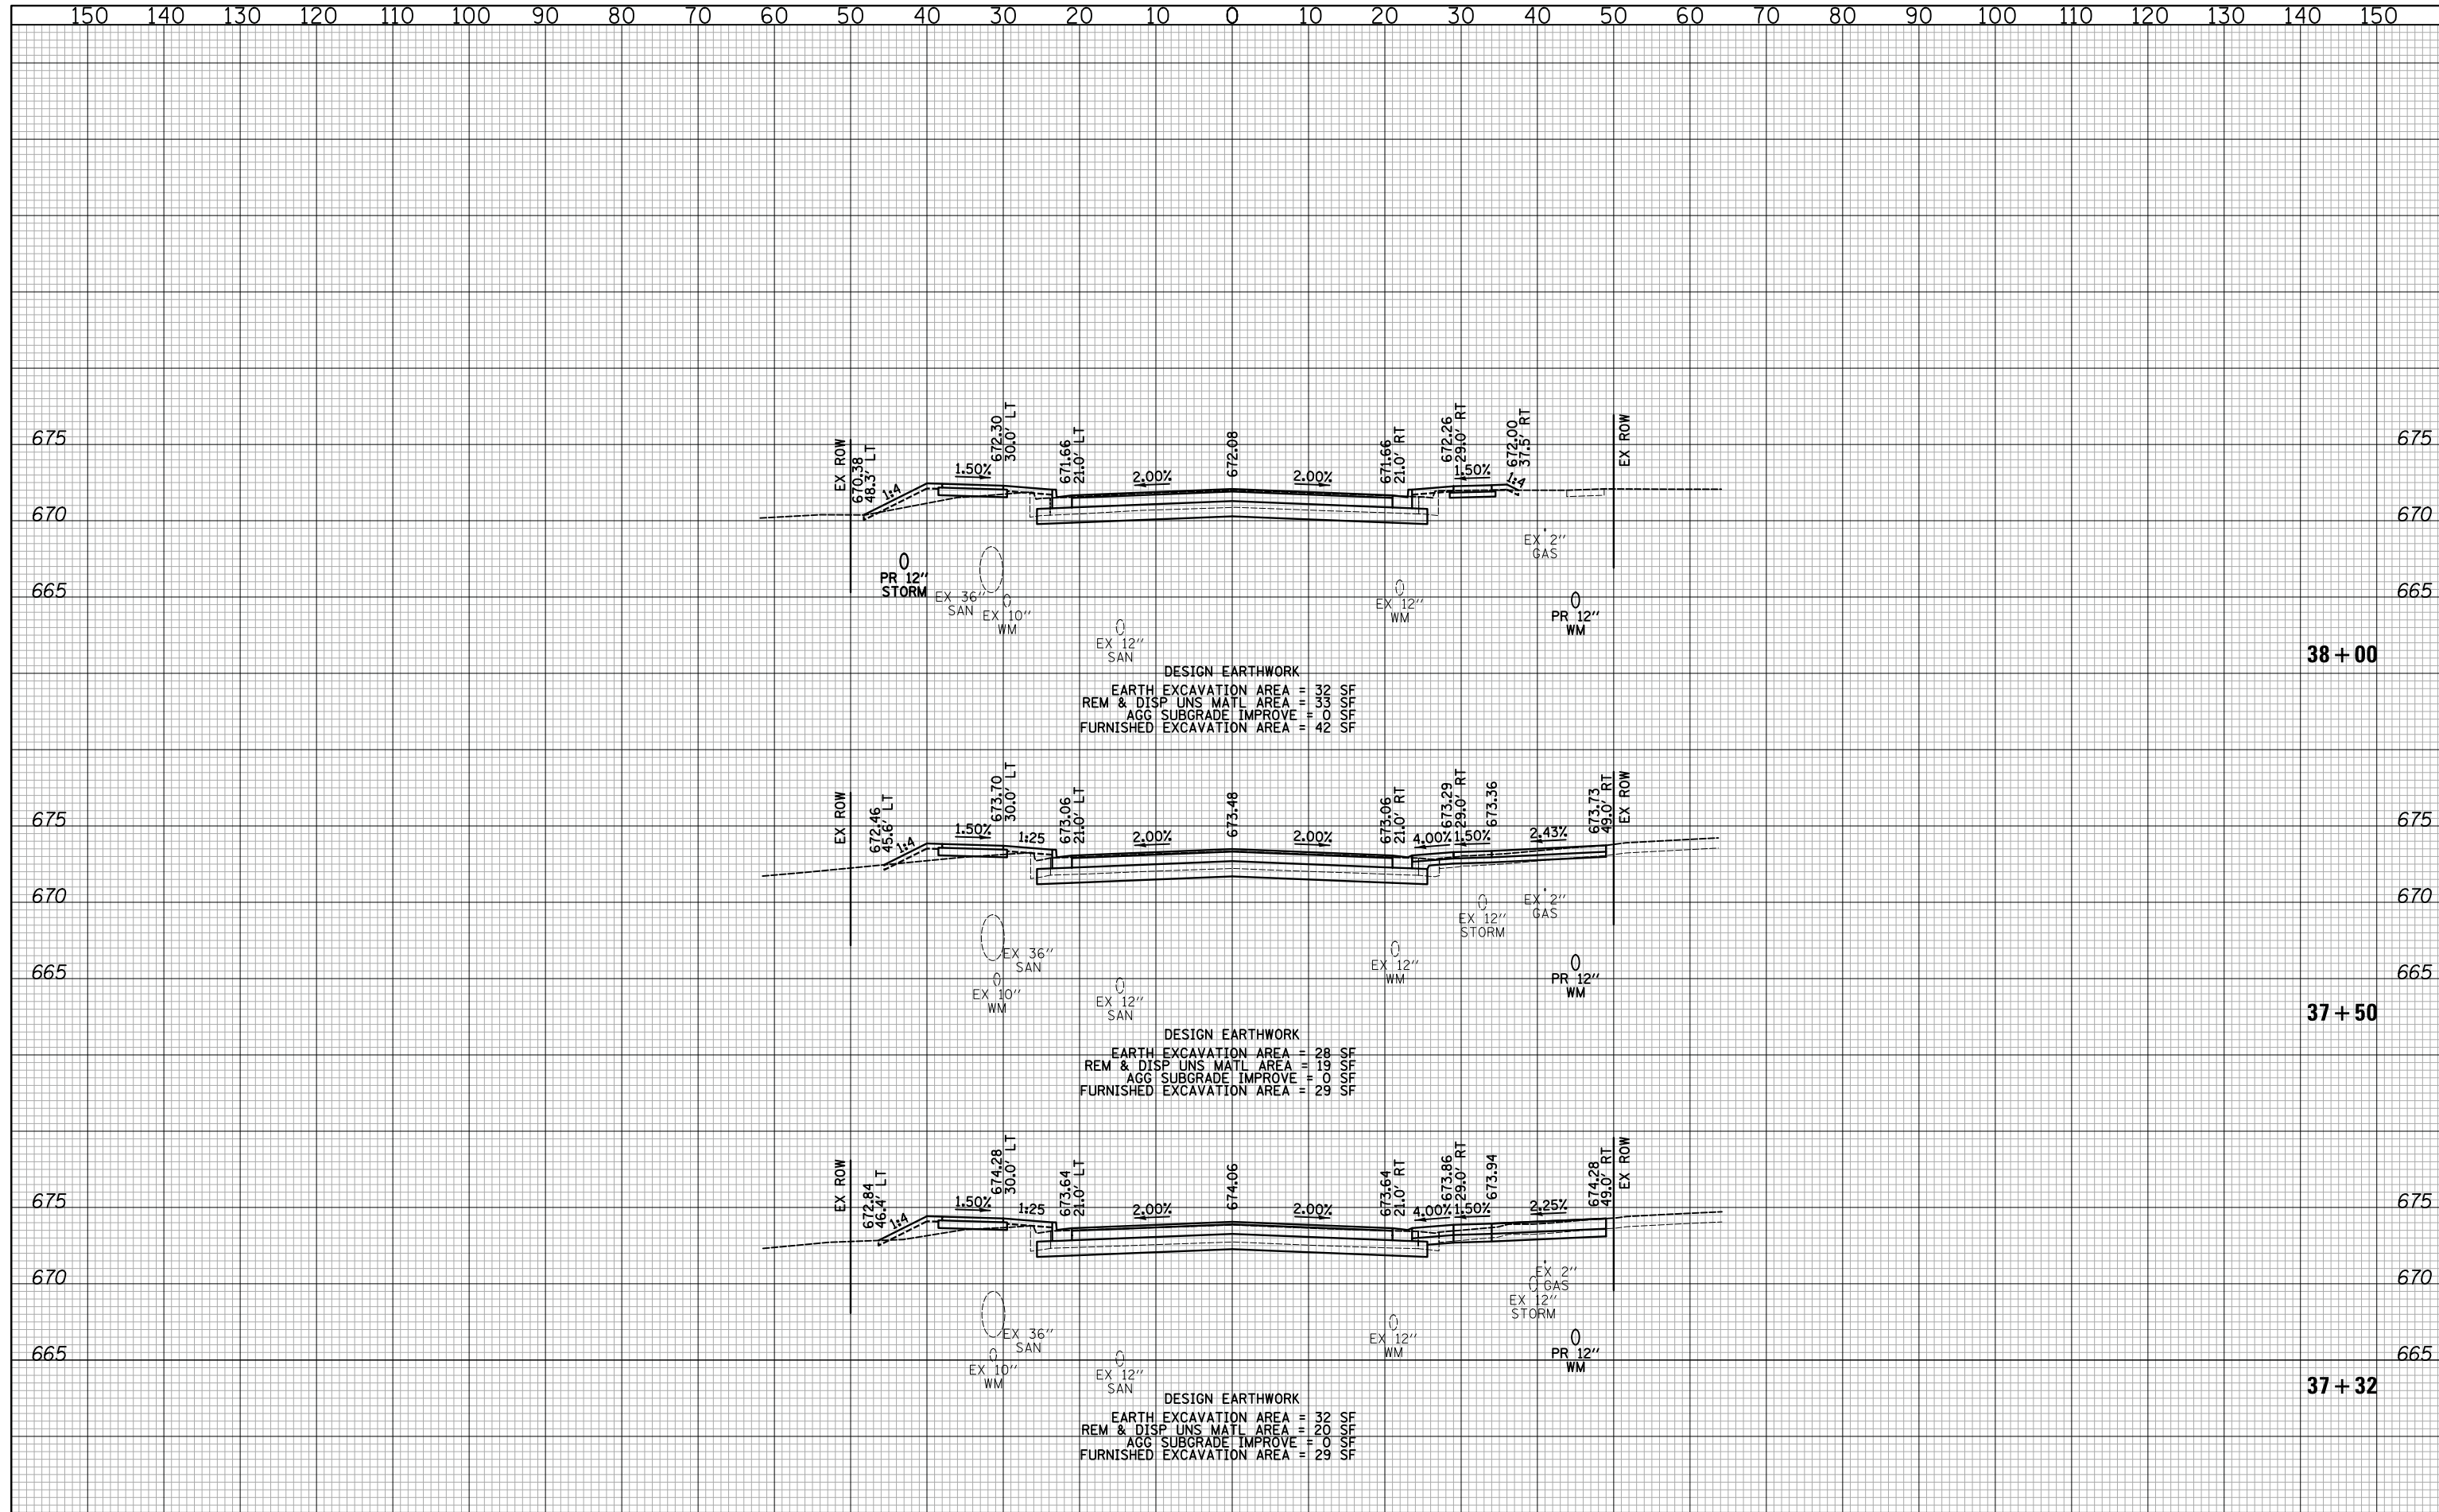 150 140 130 120 110 100 90 80 70 60 50 40 30 20 10 0 10 20 30 40 50 60 70 80 90 100 110 120 130 140 150
675
675
670
670
665
665
EX ROW
670.38
48.3' LT
1:4
1.50%
672.30
30.0' LT
671.66
21.0' LT
2.00%
672.08
2.00%
671.66
21.0' RT
672.26
29.0' RT
1.50%
672.00
37.5' RT
1:4
EX ROW
PR 12"
STORM
EX 36"
SAN
EX 10"
WM
EX 12"
SAN
EX 12"
WM
EX 2"
GAS
PR 12"
WM
38+00
DESIGN EARTHWORK
EARTH EXCAVATION AREA = 32 SF
REM & DISP UNS MATL AREA = 33 SF
AGG SUBGRADE IMPROVE = 0 SF
FURNISHED EXCAVATION AREA = 42 SF
675
675
670
670
665
665
EX ROW
672.46
45.6' LT
1:4
1.50%
673.70
30.0' LT
1:25
673.06
21.0' LT
2.00%
673.48
2.00%
673.06
21.0' RT
4.00%
673.29
29.0' RT
1.50%
673.36
2.43%
673.73
49.0' RT
EX ROW
EX 36"
SAN
EX 10"
WM
EX 12"
SAN
EX 12"
WM
EX 12"
STORM
EX 2"
GAS
PR 12"
WM
37+50
DESIGN EARTHWORK
EARTH EXCAVATION AREA = 28 SF
REM & DISP UNS MATL AREA = 19 SF
AGG SUBGRADE IMPROVE = 0 SF
FURNISHED EXCAVATION AREA = 29 SF
675
675
670
670
665
665
EX ROW
672.84
46.4' LT
1:4
1.50%
674.28
30.0' LT
1:25
673.64
21.0' LT
2.00%
674.06
2.00%
673.64
21.0' RT
4.00%
673.86
29.0' RT
1.50%
673.94
2.25%
674.28
49.0' RT
EX ROW
EX 36"
SAN
EX 10"
WM
EX 12"
SAN
EX 12"
WM
EX 2"
GAS
EX 12"
STORM
PR 12"
WM
37+32
DESIGN EARTHWORK
EARTH EXCAVATION AREA = 32 SF
REM & DISP UNS MATL AREA = 20 SF
AGG SUBGRADE IMPROVE = 0 SF
FURNISHED EXCAVATION AREA = 29 SF